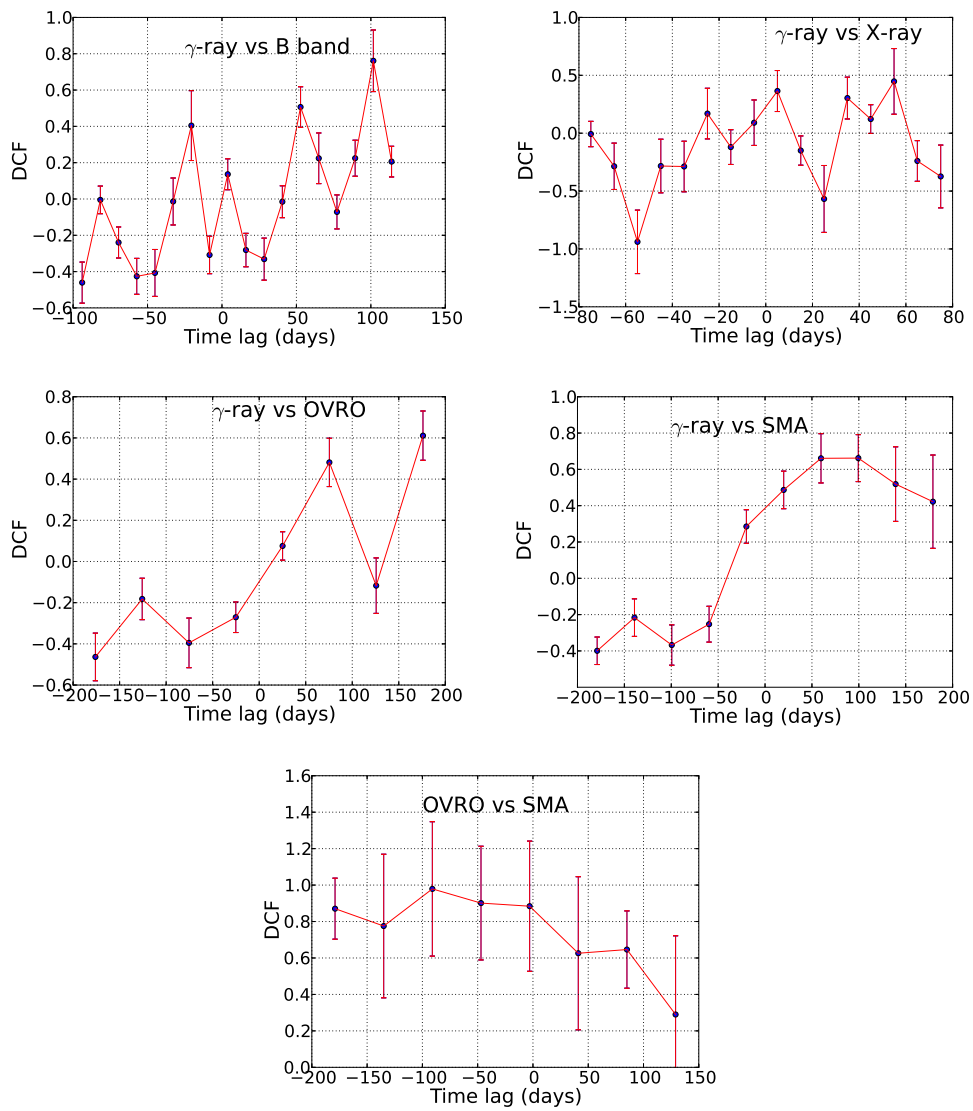 γ-ray vs B band
DCF
1.0
0.8
0.6
0.4
0.2
0.0
−0.2
−0.4
−0.6
−100 −50 0 50 100 150
Time lag (days)
γ-ray vs X-ray
DCF
1.0
0.5
0.0
−0.5
−1.0
−1.5
−80 −60 −40 −20 0 20 40 60 80
Time lag (days)
γ-ray vs OVRO
DCF
0.8
0.6
0.4
0.2
0.0
−0.2
−0.4
−0.6
−200 −150 −100 −50 0 50 100 150 200
Time lag (days)
γ-ray vs SMA
DCF
1.0
0.8
0.6
0.4
0.2
0.0
−0.2
−0.4
−200 −150 −100 −50 0 50 100 150 200
Time lag (days)
OVRO vs SMA
DCF
1.6
1.4
1.2
1.0
0.8
0.6
0.4
0.2
0.0
−200 −150 −100 −50 0 50 100 150
Time lag (days)